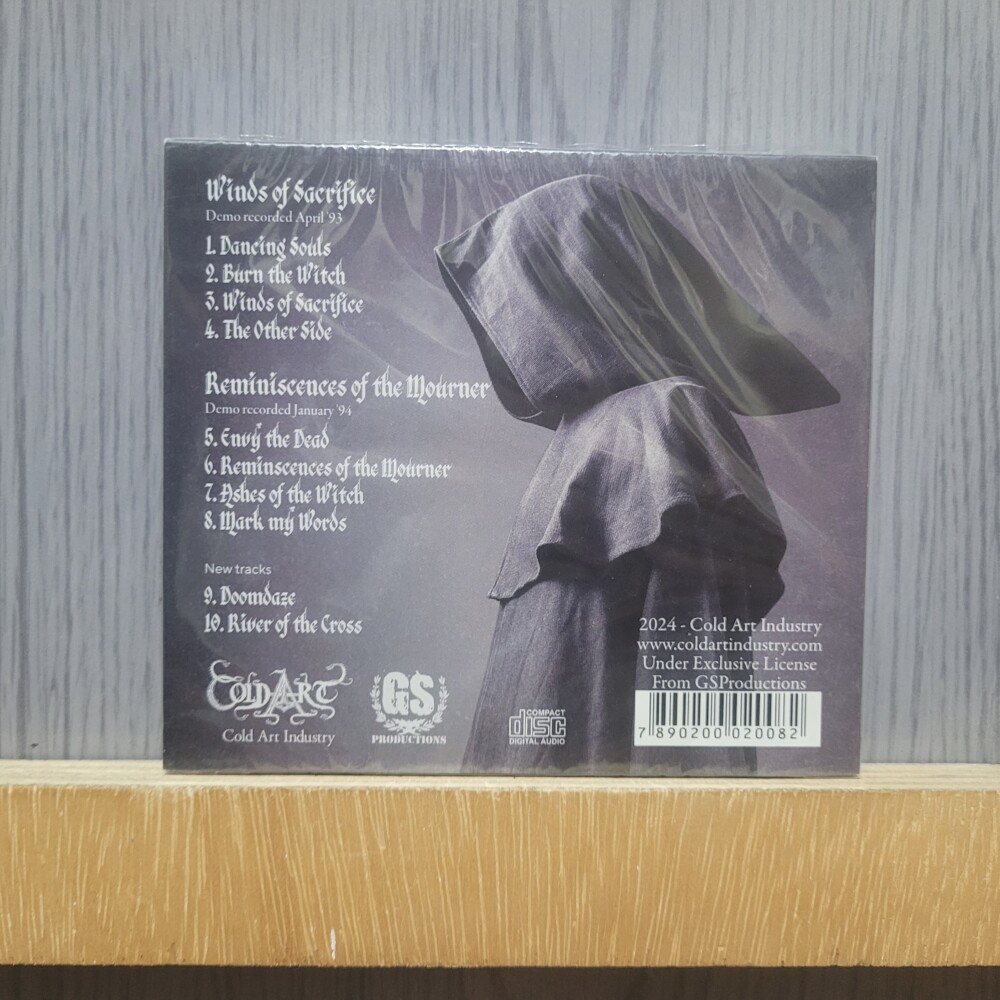 Winds of Sacrifice
Demo recorded April '93
1. Dancing Souls
2. Burn the Witch
3. Winds of Sacrifice
4. The Other Side
Reminiscences of the Mourner
Demo recorded January '94
5. Envy the Dead
6. Reminscences of the Mourner
7. Ashes of the Witch
8. Mark my Words
New tracks
9. Doomdaze
10. River of the Cross
ColdArt
Cold Art Industry
GS
PRODUCTIONS
COMPACT
disc
DIGITAL AUDIO
2024 - Cold Art Industry
www.coldartindustry.com
Under Exclusive License
From GSProductions
7 890200 020082